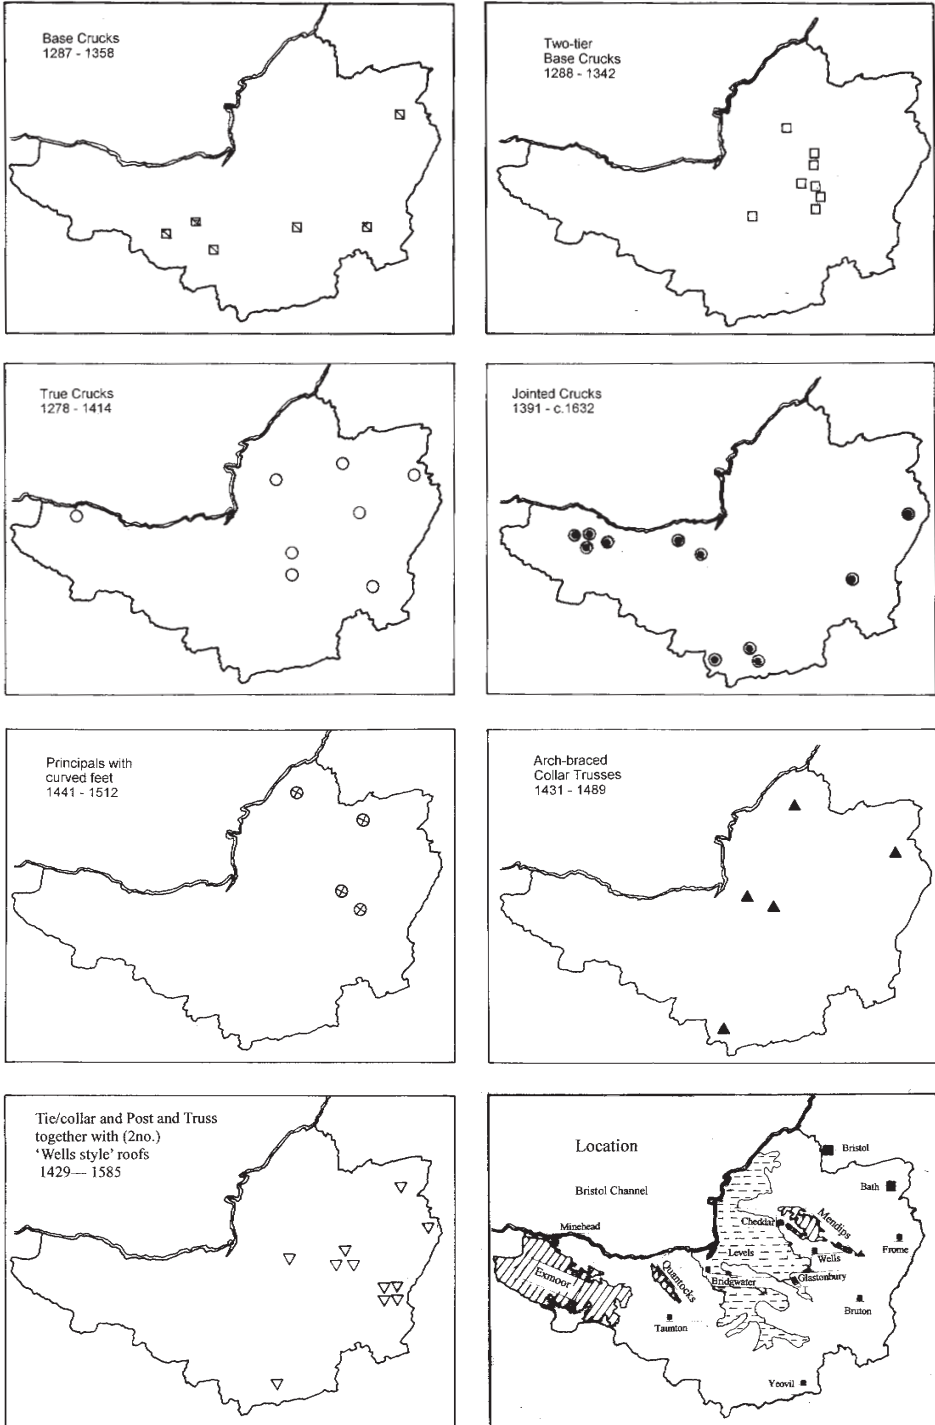 Base Crucks
1287 - 1358
Two-tier
Base Crucks
1288 - 1342
True Crucks
1278 - 1414
Jointed Crucks
1391 - c.1632
Principals with
curved feet
1441 - 1512
Arch-braced
Collar Trusses
1431 - 1489
Tie/collar and Post and Truss
together with (2no.)
‘Wells style’ roofs
1429— 1585
Location
Bristol
Bristol Channel
Bath
Minehead
Cheddar
Mendips
Levels
Wells
Frome
Exmoor
Quantocks
Bridgwater
Glastonbury
Bruton
Taunton
Yeovil